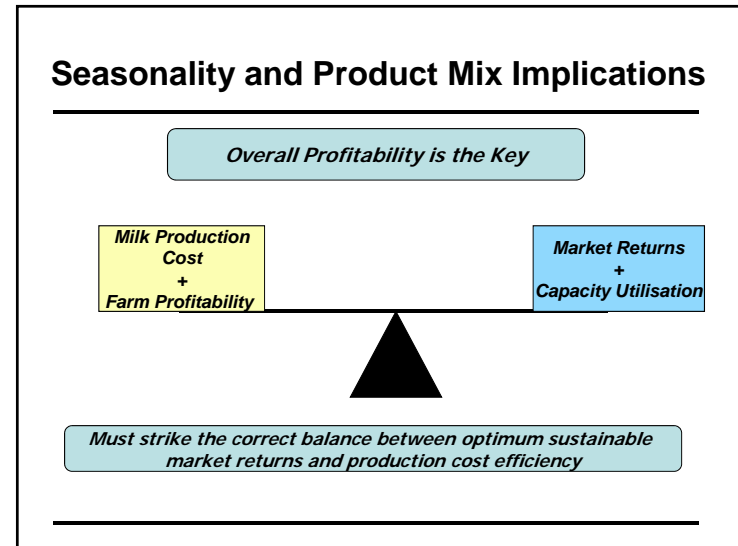 Seasonality and Product Mix Implications
Overall Profitability is the Key
Milk Production
Cost
+
Farm Profitability
Market Returns
+
Capacity Utilisation
Must strike the correct balance between optimum sustainable
market returns and production cost efficiency